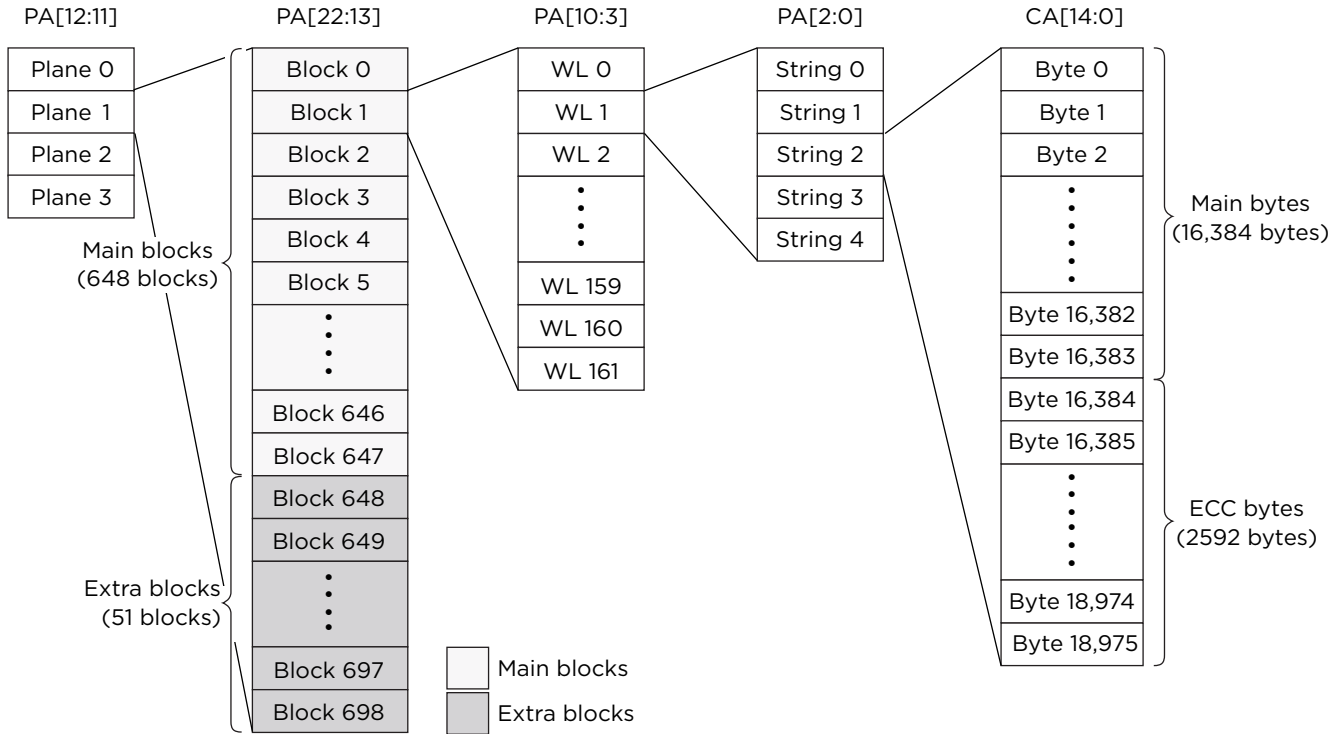 PA[12:11]
PA[22:13]
PA[10:3]
PA[2:0]
CA[14:0]
Plane 0
Plane 1
Plane 2
Plane 3
Main blocks
(648 blocks)
Extra blocks
(51 blocks)
Block 0
Block 1
Block 2
Block 3
Block 4
Block 5
Block 646
Block 647
Block 648
Block 649
Block 697
Block 698
WL 0
WL 1
WL 2
WL 159
WL 160
WL 161
String 0
String 1
String 2
String 3
String 4
Byte 0
Byte 1
Byte 2
Byte 16,382
Byte 16,383
Byte 16,384
Byte 16,385
Byte 18,974
Byte 18,975
Main bytes
(16,384 bytes)
ECC bytes
(2592 bytes)
Main blocks
Extra blocks